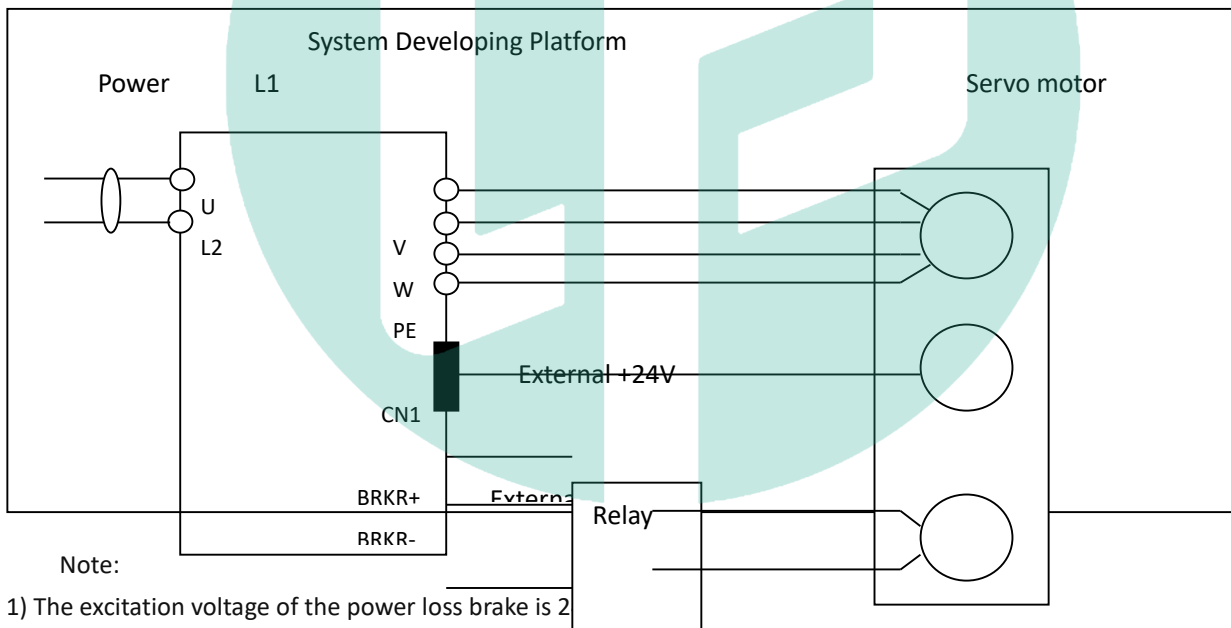 System Developing Platform
Power L1 Servo motor
U
L2 V
W
PE
External +24V
CN1
BRKR+
Relay
BRKR-
Note:
1) The excitation voltage of the power loss brake is